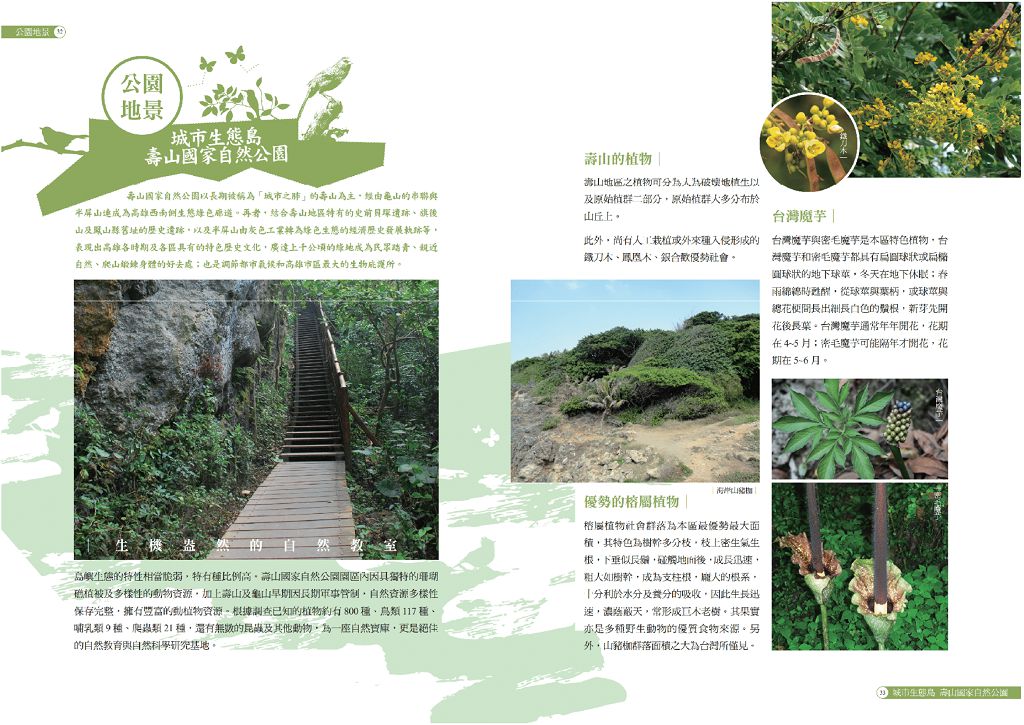 公園地景 32
公園
地景
城市生態島
壽山國家自然公園
壽山國家自然公園以長期被稱為「城市之肺」的壽山為主，經由龜山的串聯與
半屏山連成為高雄西南側生態綠色廊道。再者，結合壽山地區特有的史前貝塚遺跡、旗後
山及鳳山縣舊址的歷史遺跡，以及半屏山由灰色工業轉為綠色的經濟歷史發展軌跡等，
表現出高雄各時期及各區具有的特色歷史文化，廣達上千公頃的綠地成為民眾踏青、親近
自然、爬山鍛鍊身體的好去處；也是調節都市氣候和高雄市區最大的生物庇護所。
生機盎然的自然教室
島嶼生態的特性相當脆弱，特有種比例高。壽山國家自然公園園區內因具獨特的珊瑚
礁植被及多樣性的動物資源，加上壽山及龜山早期因長期軍事管制，自然資源多樣性
保存完整，擁有豐富的動植物資源。根據調查已知的植物約有 800 種、鳥類 117 種、
哺乳類 9 種、爬蟲類 21 種，還有無數的昆蟲及其他動物，為一座自然寶庫，更是絕佳
的自然教育與自然科學研究基地。
壽山的植物
壽山地區之植物可分為人為破壞地植生以
及原始植群二部分，原始植群大多分布於
山丘上。
此外，尚有人工栽植或外來種入侵形成的
鐵刀木、鳳凰木、銀合歡優勢社會。
海岸山豬枷
優勢的榕屬植物
榕屬植物社會群落為本區最優勢最大面
積，其特色為樹幹多分枝，枝上密生氣生
根，下垂似長鬚，碰觸地面後，成長迅速，
粗大如樹幹，成為支柱根，龐大的根系，
十分利於水分及養分的吸收，因此生長迅
速，濃蔭蔽天，常形成巨木老樹。其果實
亦是多種野生動物的優質食物來源。另
外，山豬枷群落面積之大為台灣所僅見。
鐵刀木
台灣魔芋
台灣魔芋與密毛魔芋是本區特色植物，台
灣魔芋和密毛魔芋都具有扁圓球狀或扁橢
圓球狀的地下球莖，冬天在地下休眠；春
雨綿綿時甦醒，從球莖與葉柄，或球莖與
總花梗間長出細長白色的鬚根，新芽先開
花後長葉。台灣魔芋通常年年開花，花期
在 4~5 月；密毛魔芋可能隔年才開花，花
期在 5~6 月。
台灣魔芋
密毛魔芋
33 城市生態島 壽山國家自然公園